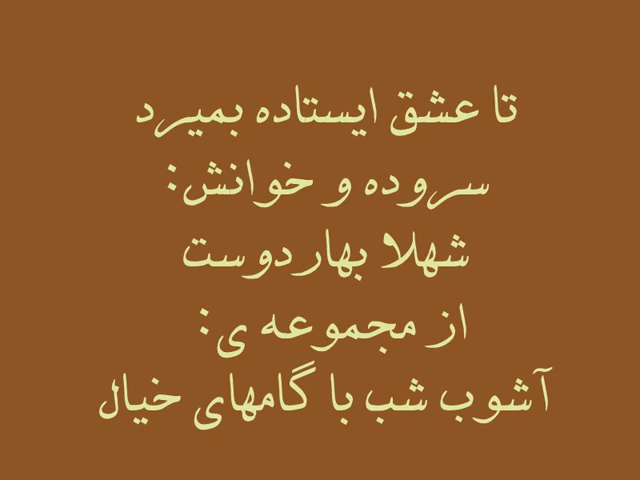 تا عشق ایستاده بمیرد
سروده و خوانش:
شهلا بهاردوست
از مجموعه ی:
آشوب شب با گامهای خیال